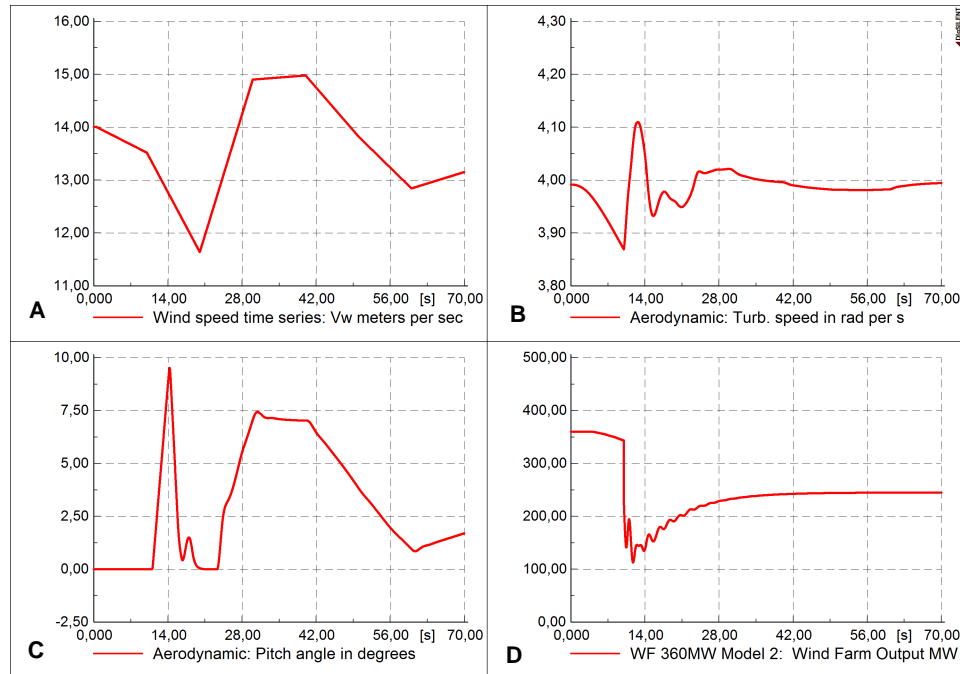 16,00
15,00
14,00
13,00
12,00
11,00
0,000 14,00 28,00 42,00 56,00 [s] 70,00
A
Wind speed time series: Vw meters per sec
4,30
4,20
4,10
4,00
3,90
3,80
0,000 14,00 28,00 42,00 56,00 [s] 70,00
B
Aerodynamic: Turb. speed in rad per s
DIgSILENT
10,00
7,50
5,00
2,50
0,00
-2,50
0,000 14,00 28,00 42,00 56,00 [s] 70,00
C
Aerodynamic: Pitch angle in degrees
500,00
400,00
300,00
200,00
100,00
0,00
0,000 14,00 28,00 42,00 56,00 [s] 70,00
D
WF 360MW Model 2: Wind Farm Output MW